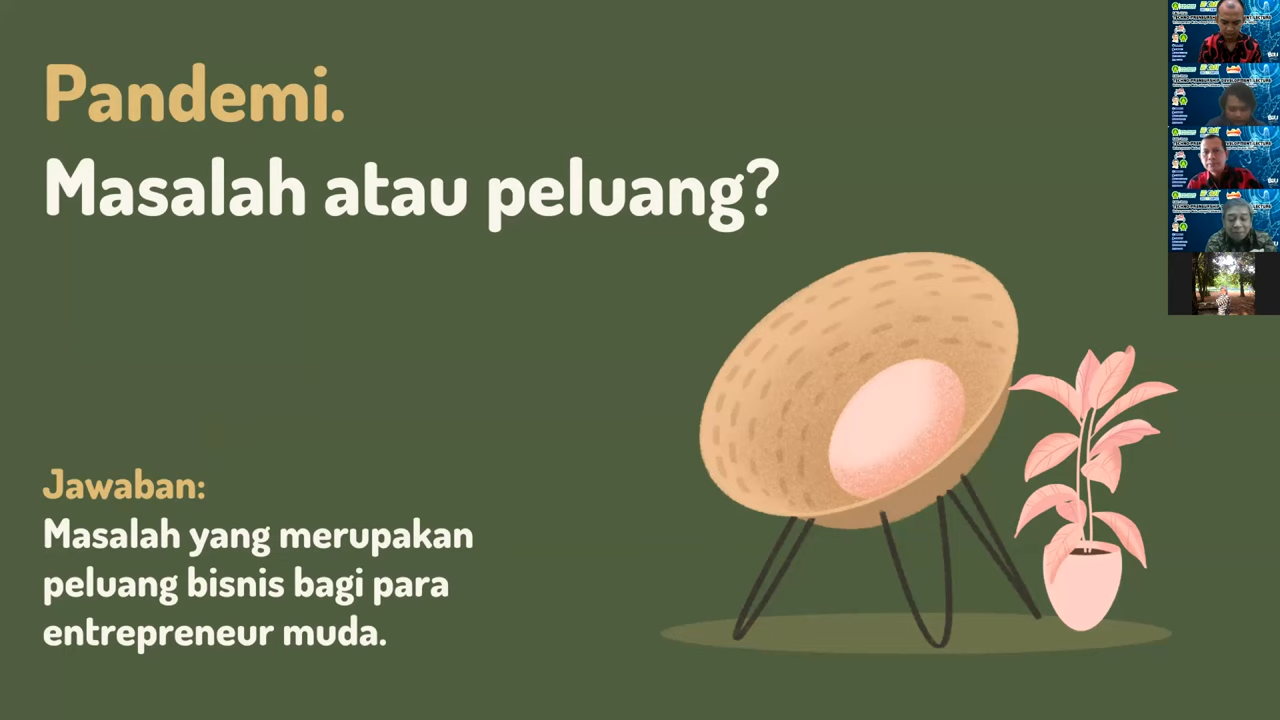 Pandemi.
Masalah atau peluang?
Jawaban:
Masalah yang merupakan
peluang bisnis bagi para
entrepreneur muda.